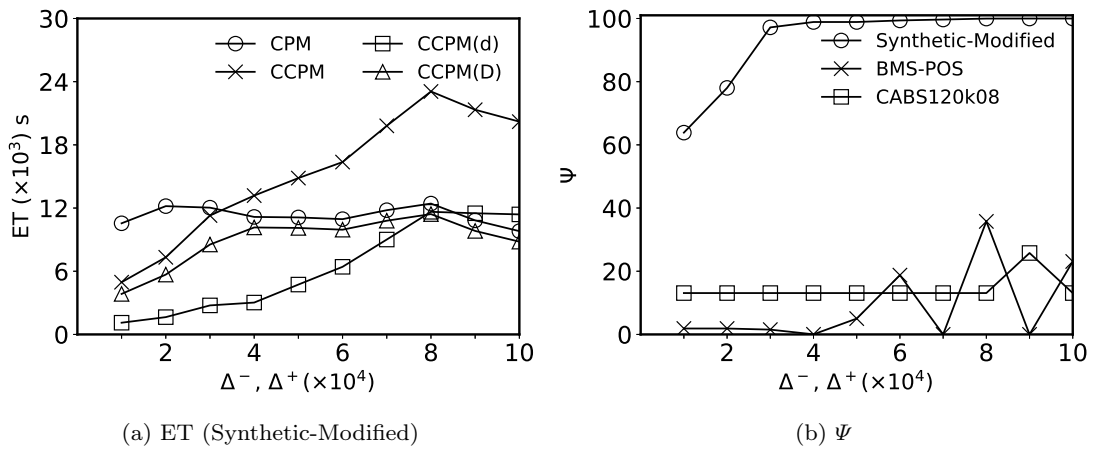 30
24
18
12
6
0
ET (×10³) s
CPM
CCPM
CCPM(d)
CCPM(D)
2 4 6 8 10
Δ⁻, Δ⁺(×10⁴)
(a) ET (Synthetic-Modified)
100
80
60
40
20
0
Ψ
Synthetic-Modified
BMS-POS
CABS120k08
2 4 6 8 10
Δ⁻, Δ⁺(×10⁴)
(b) Ψ